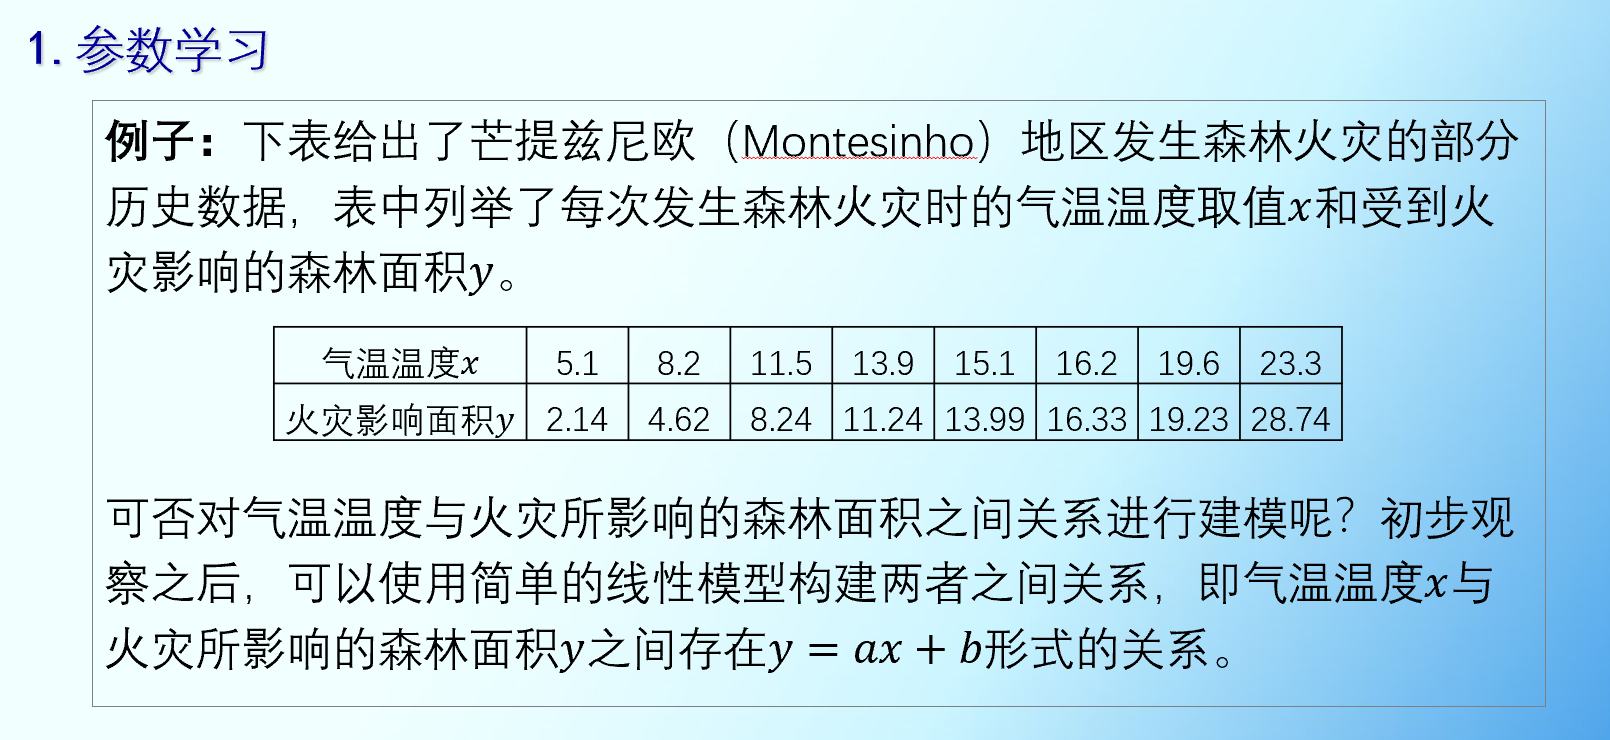 1. 参数学习
例子：下表给出了芒提兹尼欧（Montesinho）地区发生森林火灾的部分
历史数据，表中列举了每次发生森林火灾时的气温温度取值x和受到火
灾影响的森林面积y。
气温温度x 5.1 8.2 11.5 13.9 15.1 16.2 19.6 23.3
火灾影响面积y 2.14 4.62 8.24 11.24 13.99 16.33 19.23 28.74
可否对气温温度与火灾所影响的森林面积之间关系进行建模呢？初步观
察之后，可以使用简单的线性模型构建两者之间关系，即气温温度x与
火灾所影响的森林面积y之间存在y = ax + b形式的关系。